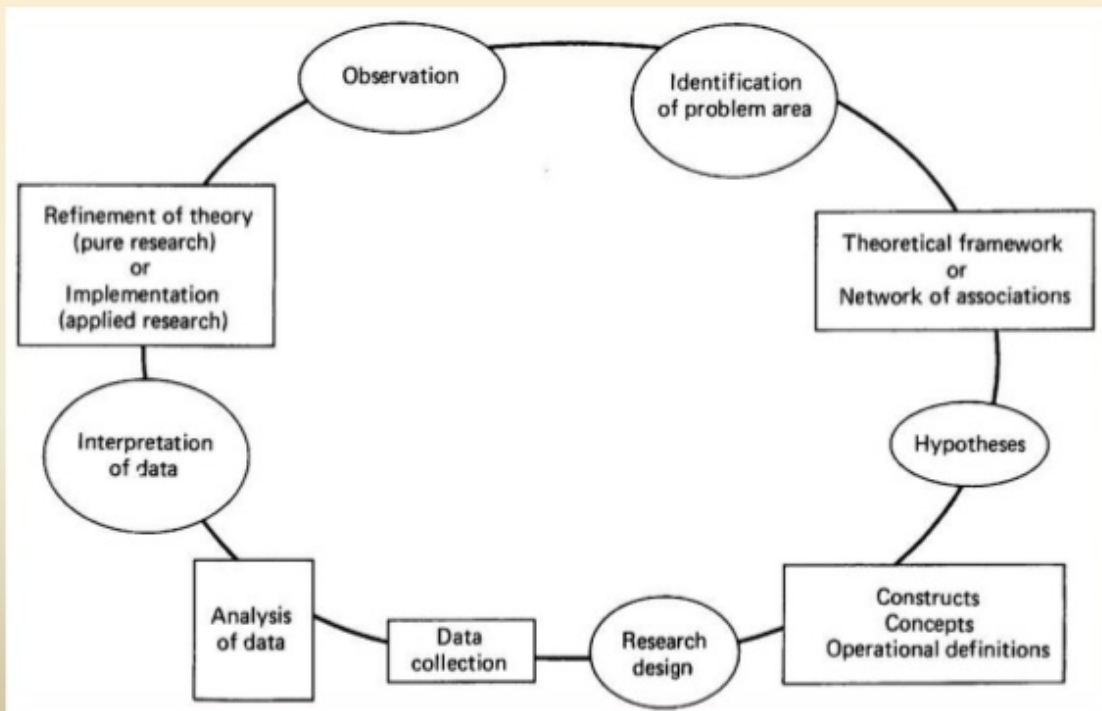 Observation
Identification
of problem area
Theoretical framework
or
Network of associations
Hypotheses
Constructs
Concepts
Operational definitions
Research
design
Data
collection
Analysis
of data
Interpretation
of data
Refinement of theory
(pure research)
or
Implementation
(applied research)